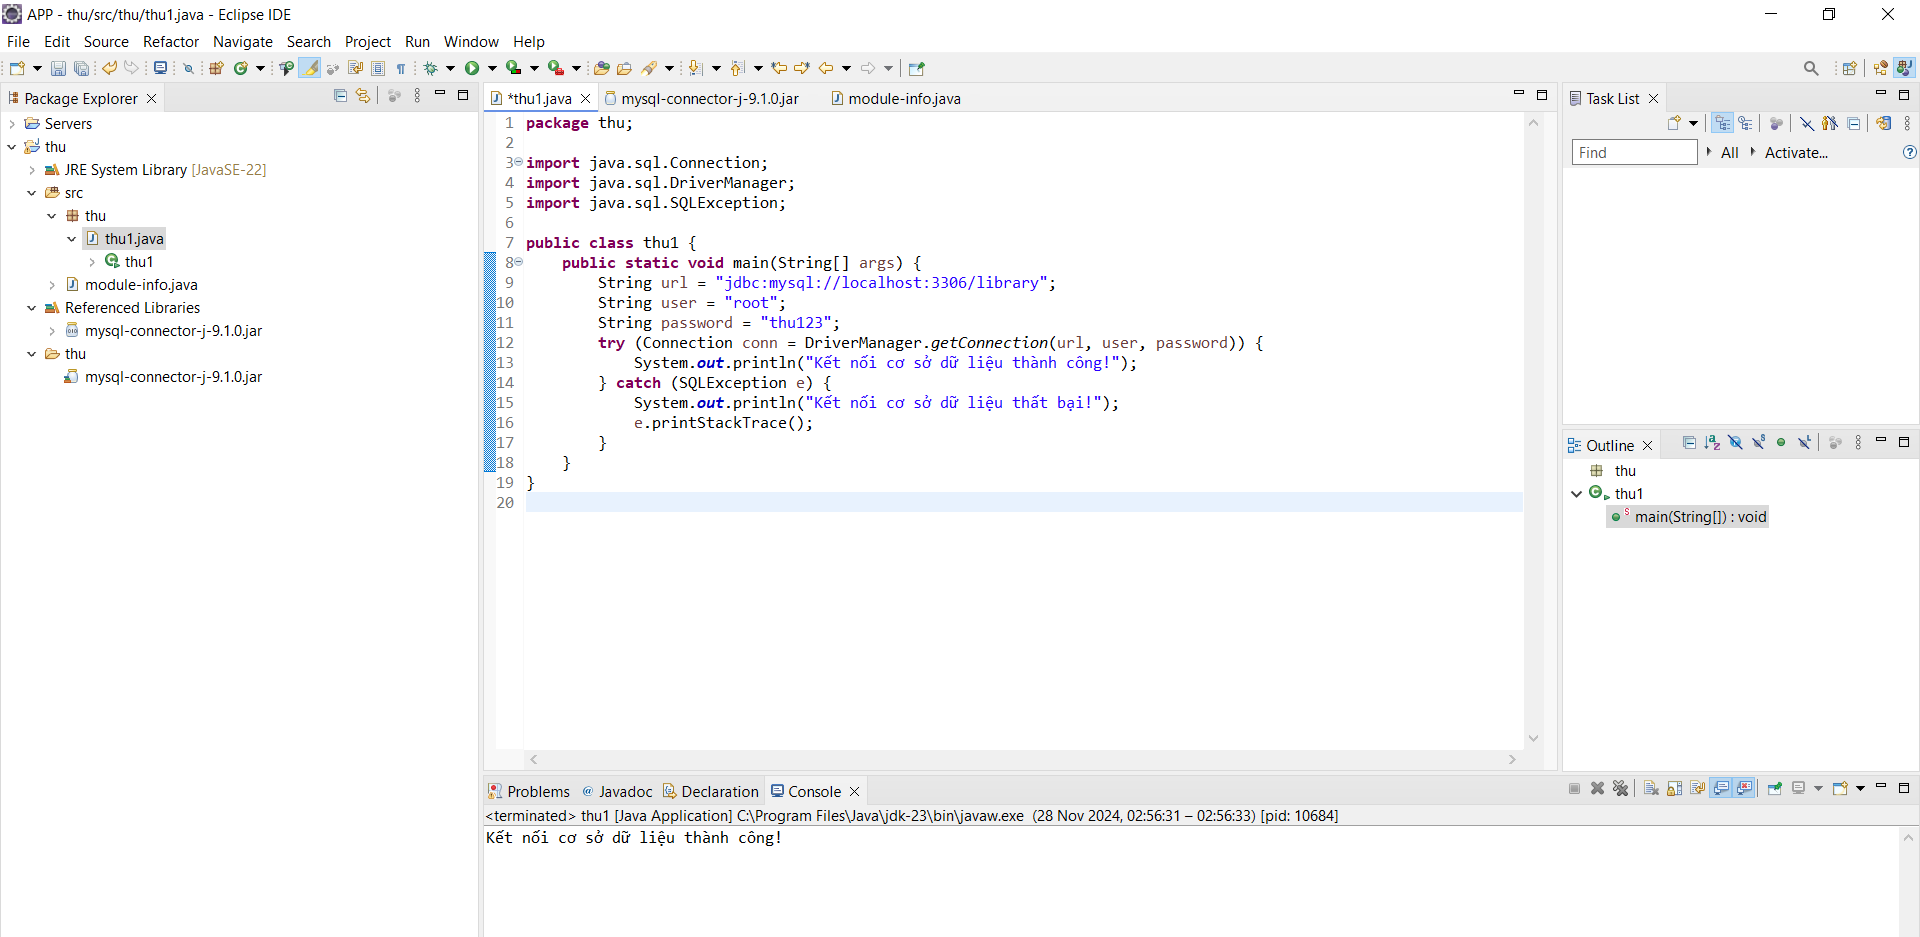 APP - thu/src/thu/thu1.java - Eclipse IDE
File Edit Source Refactor Navigate Search Project Run Window Help
Package Explorer
Servers
thu
JRE System Library [JavaSE-22]
src
thu
thu1.java
thu1
module-info.java
Referenced Libraries
mysql-connector-j-9.1.0.jar
thu
mysql-connector-j-9.1.0.jar
*thu1.java mysql-connector-j-9.1.0.jar module-info.java
1 package thu;
2
3 import java.sql.Connection;
4 import java.sql.DriverManager;
5 import java.sql.SQLException;
6
7 public class thu1 {
8 public static void main(String[] args) {
9 String url = "jdbc:mysql://localhost:3306/library";
10 String user = "root";
11 String password = "thu123";
12 try (Connection conn = DriverManager.getConnection(url, user, password)) {
13 System.out.println("Kết nối cơ sở dữ liệu thành công!");
14 } catch (SQLException e) {
15 System.out.println("Kết nối cơ sở dữ liệu thất bại!");
16 e.printStackTrace();
17 }
18 }
19 }
20
Task List
Find All Activate...
Outline
thu
thu1
main(String[]) : void
Problems Javadoc Declaration Console
<terminated> thu1 [Java Application] C:\Program Files\Java\jdk-23\bin\javaw.exe (28 Nov 2024, 02:56:31 – 02:56:33) [pid: 10684]
Kết nối cơ sở dữ liệu thành công!